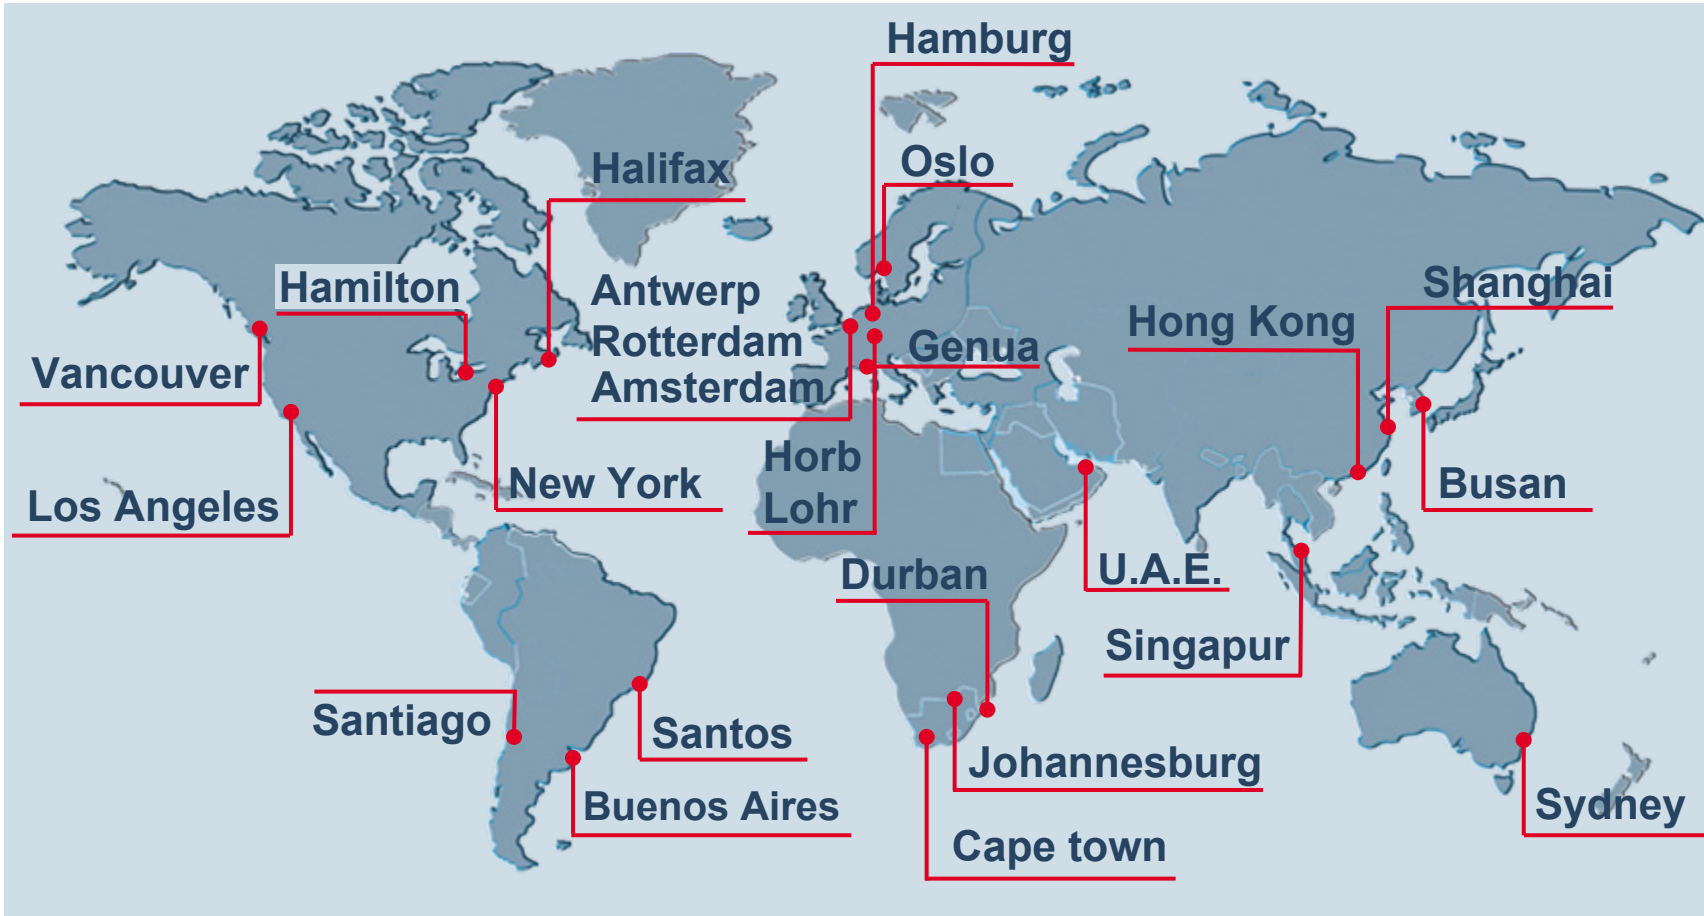 Hamburg
Oslo
Halifax
Hamilton
Antwerp
Rotterdam
Amsterdam
Shanghai
Hong Kong
Genua
Vancouver
Horb
Lohr
New York
Los Angeles
Busan
Durban
U.A.E.
Singapur
Santiago
Santos
Johannesburg
Buenos Aires
Sydney
Cape town